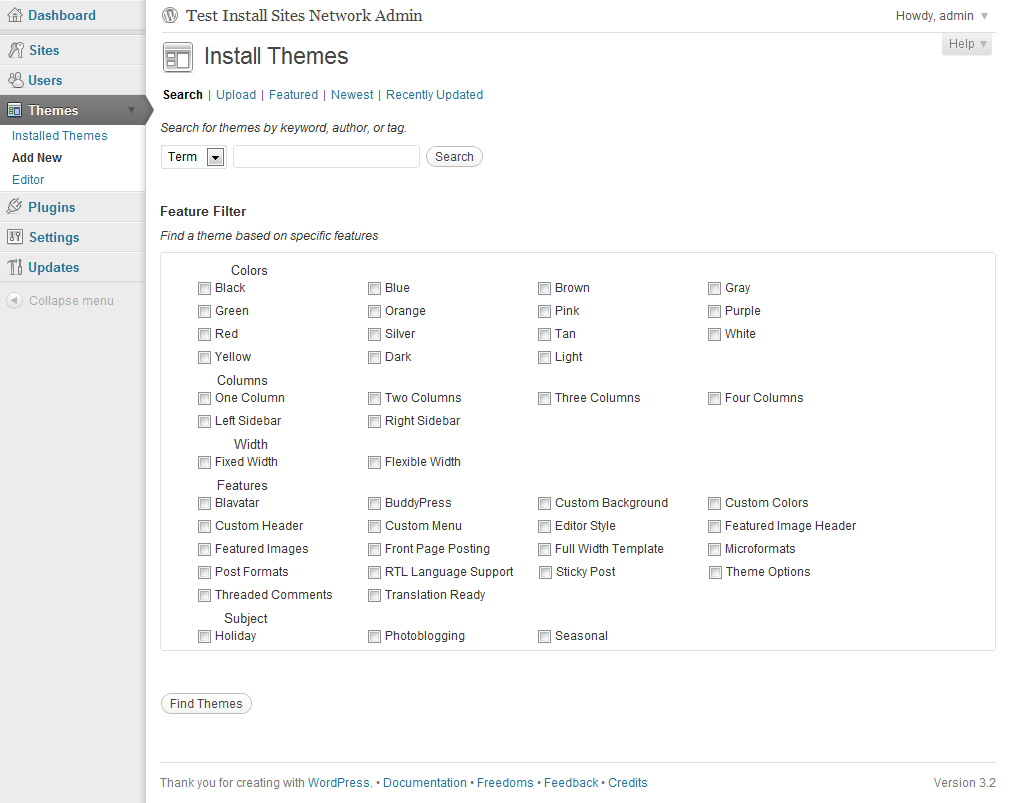 Dashboard
Sites
Users
Themes
Installed Themes
Add New
Editor
Plugins
Settings
Updates
Collapse menu
Test Install Sites Network Admin
Howdy, admin
Help
Install Themes
Search | Upload | Featured | Newest | Recently Updated
Search for themes by keyword, author, or tag.
Term Search
Feature Filter
Find a theme based on specific features
Colors
Black Blue Brown Gray
Green Orange Pink Purple
Red Silver Tan White
Yellow Dark Light
Columns
One Column Two Columns Three Columns Four Columns
Left Sidebar Right Sidebar
Width
Fixed Width Flexible Width
Features
Blavatar BuddyPress Custom Background Custom Colors
Custom Header Custom Menu Editor Style Featured Image Header
Featured Images Front Page Posting Full Width Template Microformats
Post Formats RTL Language Support Sticky Post Theme Options
Threaded Comments Translation Ready
Subject
Holiday Photoblogging Seasonal
Find Themes
Thank you for creating with WordPress. • Documentation • Freedoms • Feedback • Credits
Version 3.2